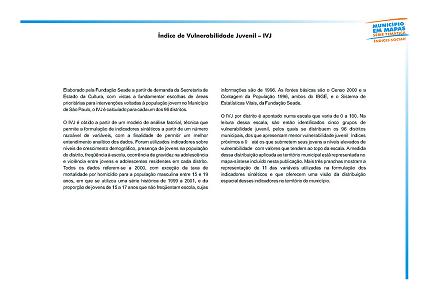 MUNICÍPIO
EM MAPAS
SÉRIE TEMÁTICA
ÍNDICES SOCIAIS
Índice de Vulnerabilidade Juvenil – IVJ
Elaborado pela Fundação Seade a partir de demanda da Secretaria de
Estado da Cultura, com vistas a fundamentar escolhas de áreas
prioritárias para intervenções voltadas à população jovem no Município
de São Paulo, o IVJ é calculado para cada um dos 96 distritos.
O IVJ é obtido a partir de um modelo de análise fatorial, técnica que
permite a formulação de indicadores sintéticos a partir de um número
razoável de variáveis, com o objetivo de permitir um melhor
entendimento analítico dos dados. Foram utilizados indicadores sobre
níveis de crescimento demográfico, presença de jovens na população
do distrito, freqüência à escola, ocorrência de gravidez na adolescência
e violência entre jovens e adolescentes residentes em cada distrito.
Todos os dados referem-se a 2000, com exceção da taxa de
mortalidade por homicídio para a população masculina entre 15 e 19
anos, em que se utiliza uma série histórica de 1999 a 2001, e da
proporção de jovens de 15 a 17 anos que não freqüentam escola, cujas
informações são de 1996. As fontes básicas são o Censo 2000 e a
Contagem da População 1996, ambos do IBGE, e o Sistema de
Estatísticas Vitais, da Fundação Seade.
O IVJ por distrito é apontado numa escala que varia de 0 a 100. Na
leitura dessa escala, são então identificados cinco grupos de
vulnerabilidade juvenil, pelos quais se distribuem os 96 distritos
municipais, dos que apresentam menor vulnerabilidade juvenil índices
próximos a 0 até os que submetem seus jovens a níveis elevados de
vulnerabilidade com valores que tendem ao topo da escala. A medida
dessa distribuição aplicada ao território municipal está representada no
mapa-síntese incluído nesta publicação. Mais três pranchas mostram a
representação de 11 das variáveis utilizadas na formulação dos
indicadores sintéticos e que oferecem uma visão da distribuição
espacial desses indicadores no território do município.